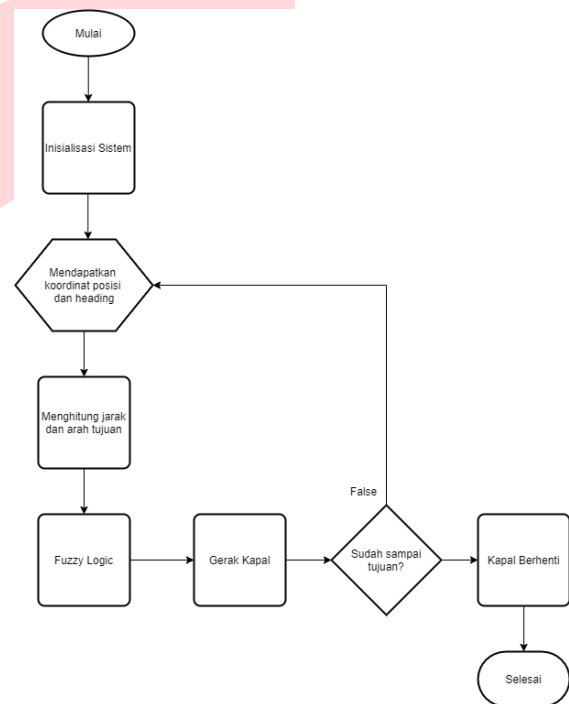 Mulai
Inisialisasi Sistem
Mendapatkan
koordinat posisi
dan heading
Menghitung jarak
dan arah tujuan
Fuzzy Logic
Gerak Kapal
False
Sudah sampai
tujuan?
Kapal Berhenti
Selesai